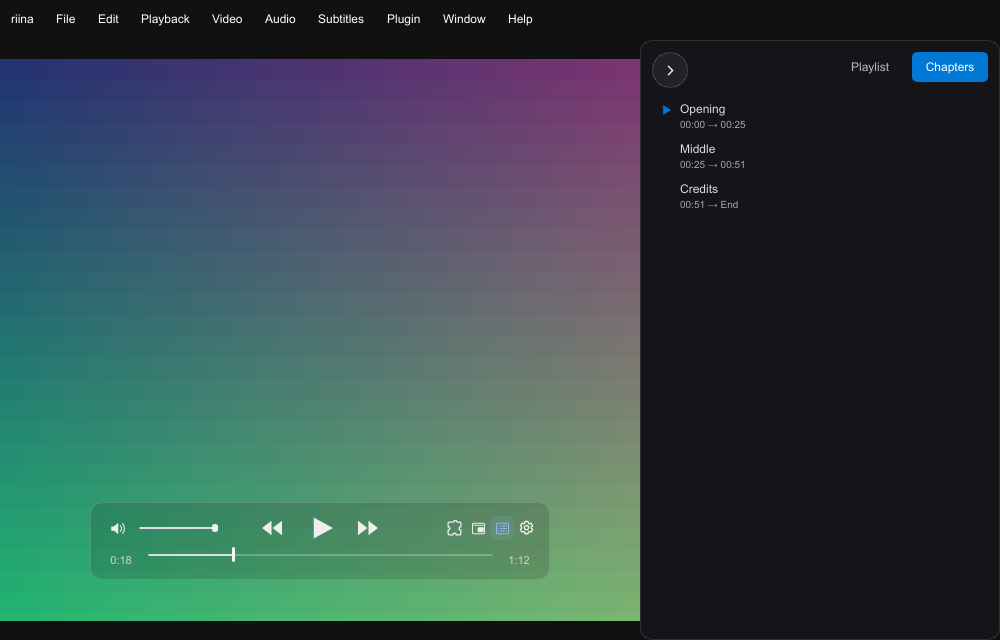 riina File Edit Playback Video Audio Subtitles Plugin Window Help
Playlist Chapters
Opening
00:00 → 00:25
Middle
00:25 → 00:51
Credits
00:51 → End
0:18 1:12